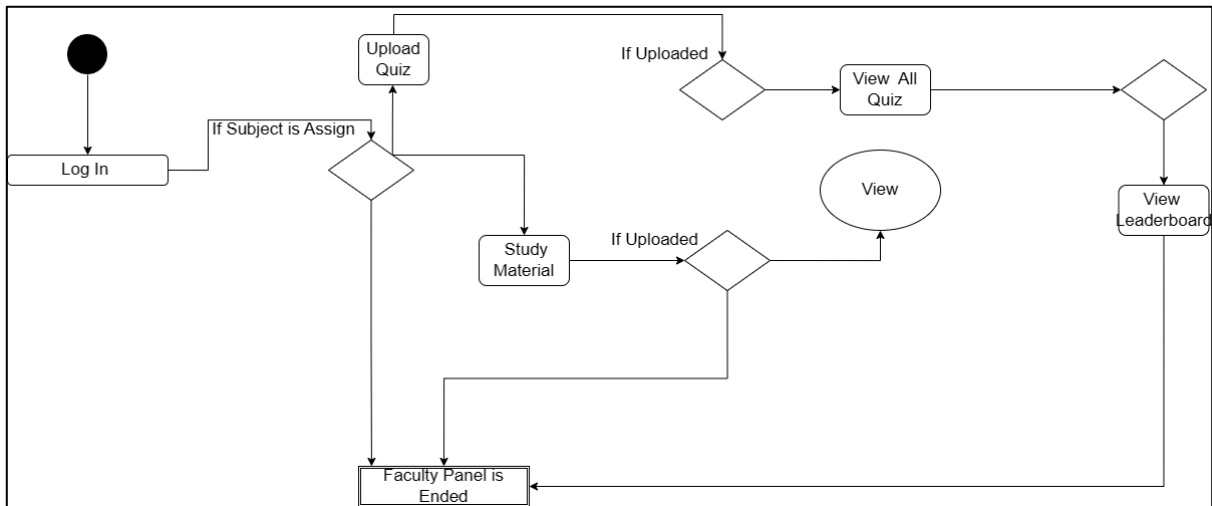 Upload
Quiz
If Uploaded
View All
Quiz
If Subject is Assign
Log In
View
View
Leaderboard
If Uploaded
Study
Material
Faculty Panel is
Ended